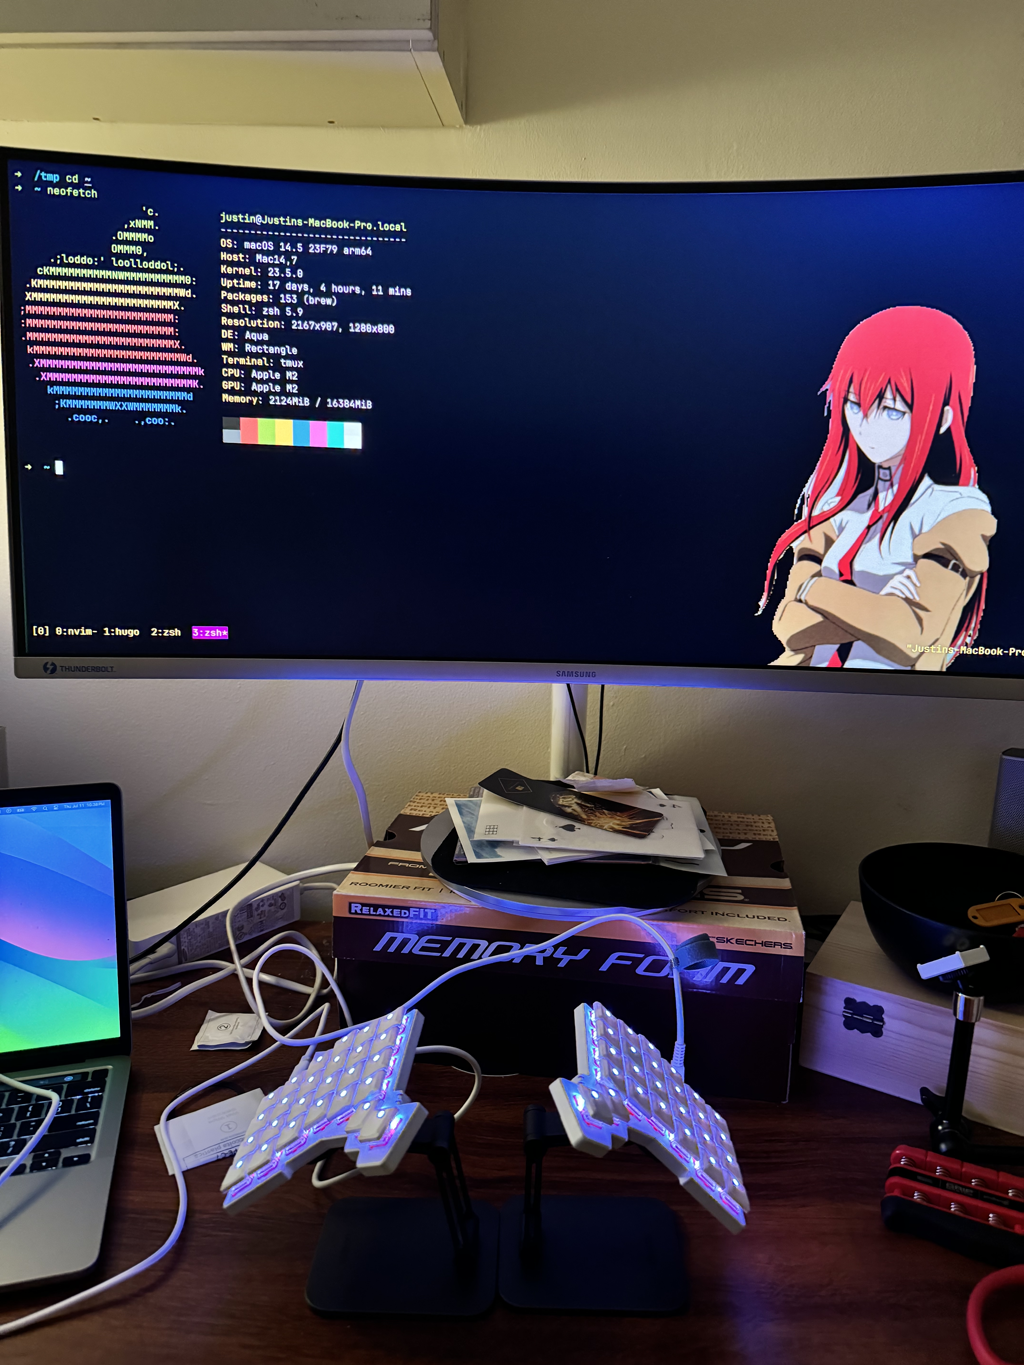 ➜ /tmp cd ~
➜ ~ neofetch
'c.
,xNMM.
.OMMMMo
OMMM0,
.;loddo:' loolloddol;.
cKMMMMMMMMMMNWMMMMMMMMMM0:
.KMMMMMMMMMMMMMMMMMMMMMMMWd.
XMMMMMMMMMMMMMMMMMMMMMMMX.
;MMMMMMMMMMMMMMMMMMMMMMMM:
:MMMMMMMMMMMMMMMMMMMMMMMM:
.MMMMMMMMMMMMMMMMMMMMMMMMX.
kMMMMMMMMMMMMMMMMMMMMMMMMWd.
.XMMMMMMMMMMMMMMMMMMMMMMMMMMk
.XMMMMMMMMMMMMMMMMMMMMMMMMK.
kMMMMMMMMMMMMMMMMMMMMMMd
;KMMMMMMMWXXWMMMMMMMk.
.cooc,. .,coo:.
justin@Justins-MacBook-Pro.local
--------------------------------
OS: macOS 14.5 23F79 arm64
Host: Mac14,7
Kernel: 23.5.0
Uptime: 17 days, 4 hours, 11 mins
Packages: 153 (brew)
Shell: zsh 5.9
Resolution: 2167x907, 1280x800
DE: Aqua
WM: Rectangle
Terminal: tmux
CPU: Apple M2
GPU: Apple M2
Memory: 2124MiB / 16384MiB
➜ ~
[0] 0:nvim- 1:hugo 2:zsh 3:zsh*
"Justins-MacBook-Pro
THUNDERBOLT
SAMSUNG
ROOMIER FIT
RELAXEDFIT
INCLUDED.
SKECHERS
MEMORY FOAM